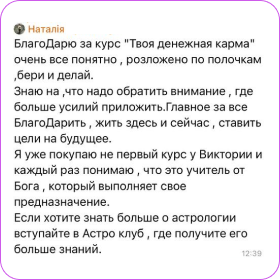 Наталія
БлагоДарю за курс "Твоя денежная карма"
очень все понятно , розложено по полочкам
,бери и делай.
Знаю на ,что надо обратить внимание , где
больше усилий приложить.Главное за все
БлагоДарить , жить здесь и сейчас , ставить
цели на будущее.
Я уже покупаю не первый курс у Виктории и
каждый раз понимаю , что это учитель от
Бога , который выполняет свое
предназначение.
Если хотите знать больше о астрологии
вступайте в Астро клуб , где получите его
больше знаний.
12:39